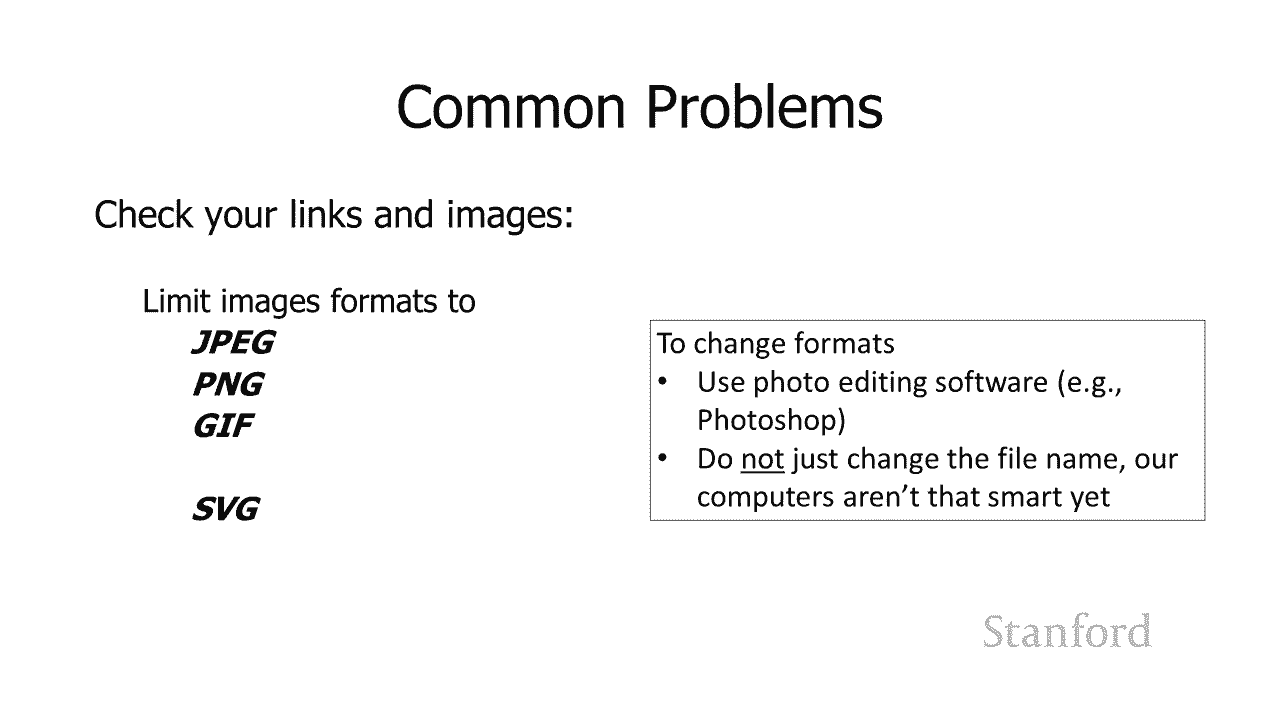 Common Problems
Check your links and images:
Limit images formats to
JPEG
PNG
GIF
SVG
To change formats
• Use photo editing software (e.g.,
Photoshop)
• Do not just change the file name, our
computers aren’t that smart yet
Stanford